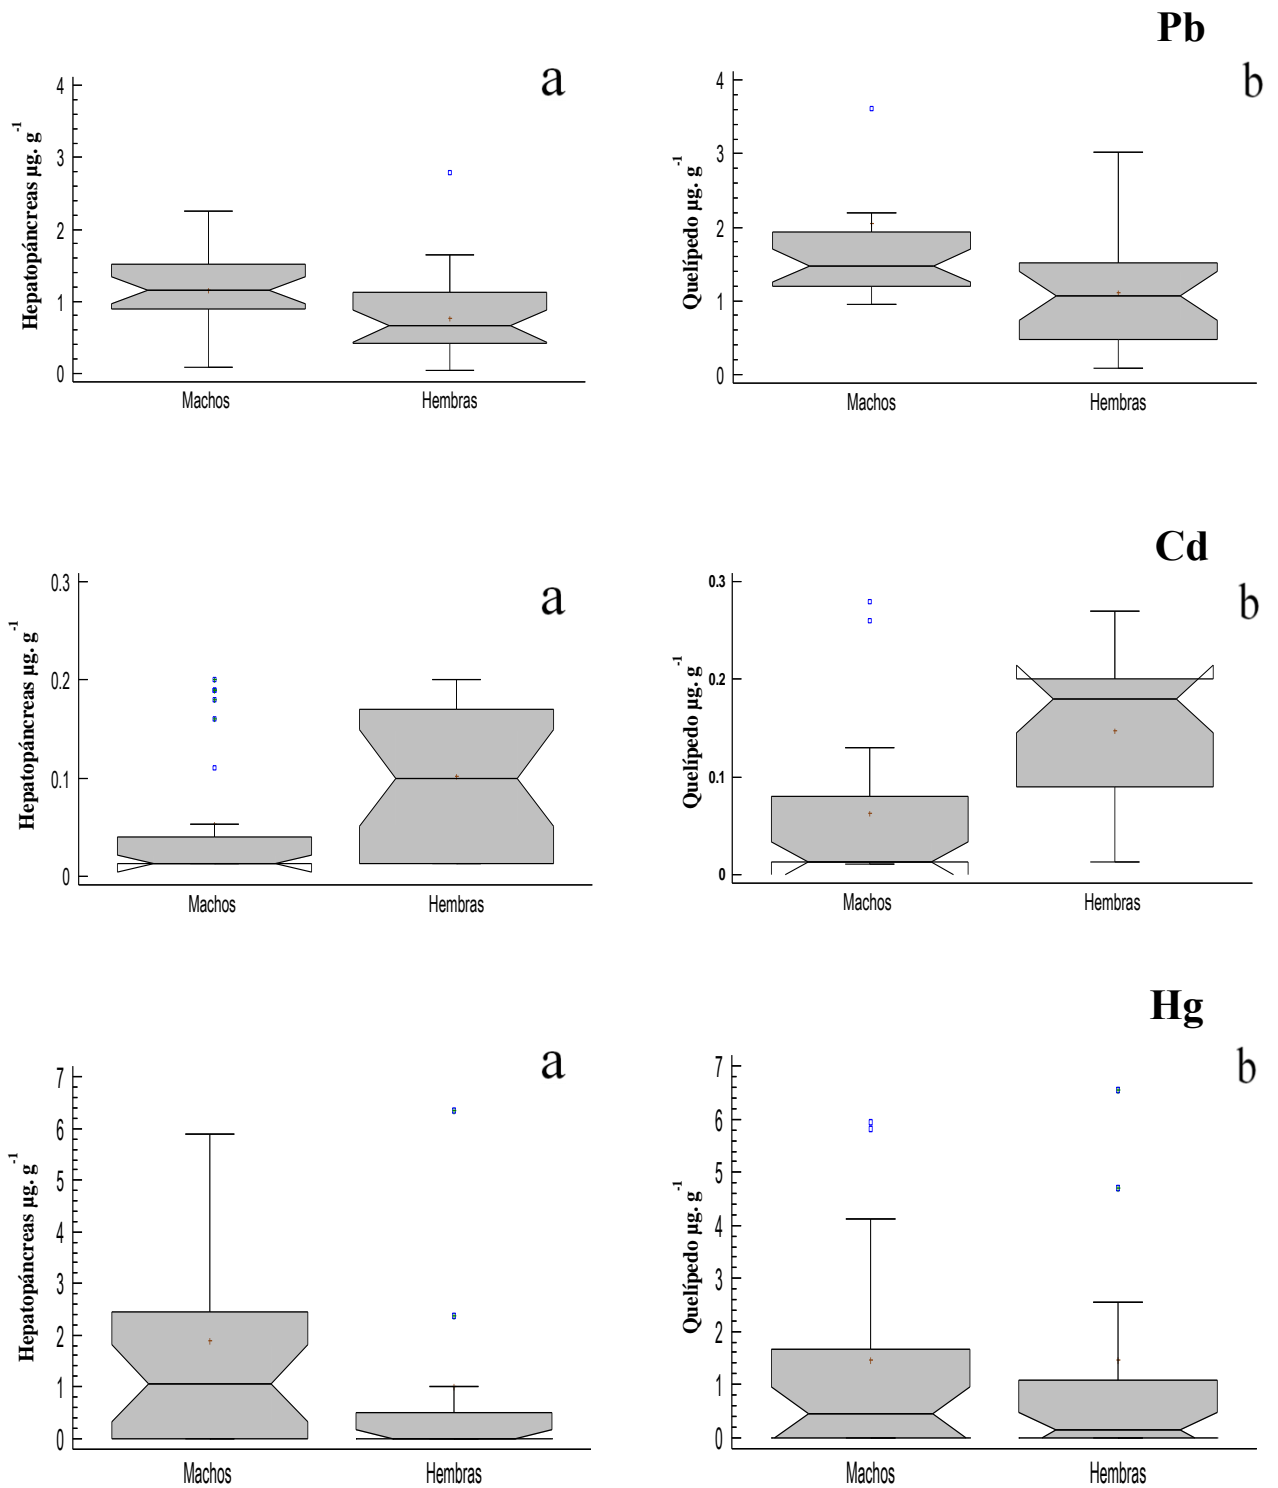 Pb
a
b
4
3
2
1
0
Hepatopáncreas µg. g -1
Machos
Hembras
4
3
2
1
0
Quelípedo µg. g -1
Machos
Hembras
Cd
a
b
0.3
0.2
0.1
0
Hepatopáncreas µg. g -1
Machos
Hembras
0.3
0.2
0.1
0
Quelípedo µg. g -1
Machos
Hembras
Hg
a
b
7
6
5
4
3
2
1
0
Hepatopáncreas µg. g -1
Machos
Hembras
7
6
5
4
3
2
1
0
Quelípedo µg. g -1
Machos
Hembras